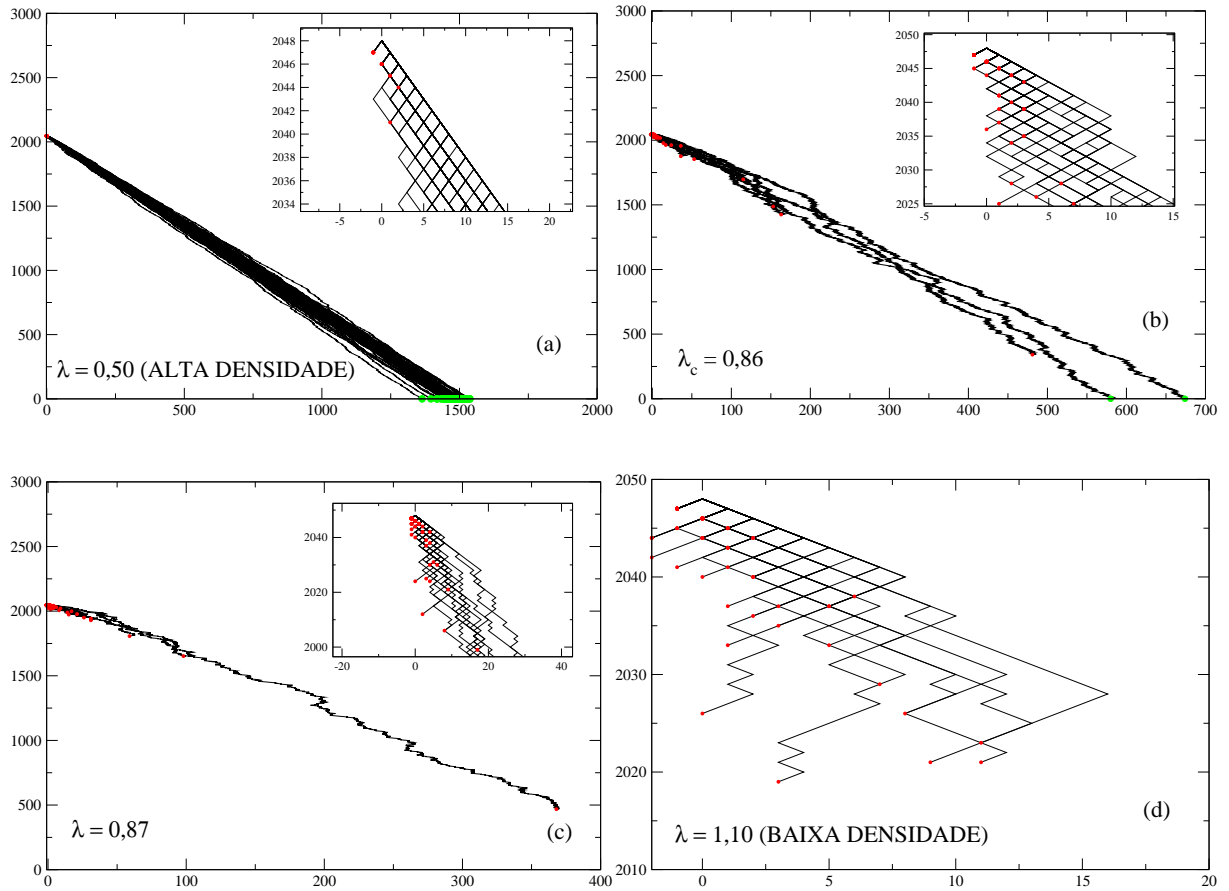 3000
2500
2000
1500
1000
500
0
0 500 1000 1500 2000
2048
2046
2044
2041
2038
2036
2034
-5 0 5 10 15 20
(a)
λ = 0,50 (ALTA DENSIDADE)
3000
2500
2000
1500
1000
500
0
0 100 200 300 400 500 600 700
2050
2045
2040
2035
2030
2025
-5 0 5 10 15
(b)
λc = 0,86
3000
2500
2000
1500
1000
500
0
0 100 200 300 400
2040
2020
2000
-20 0 20 40
λ = 0,87
(c)
2050
2040
2030
2020
2010
0 5 10 15 20
(d)
λ = 1,10 (BAIXA DENSIDADE)